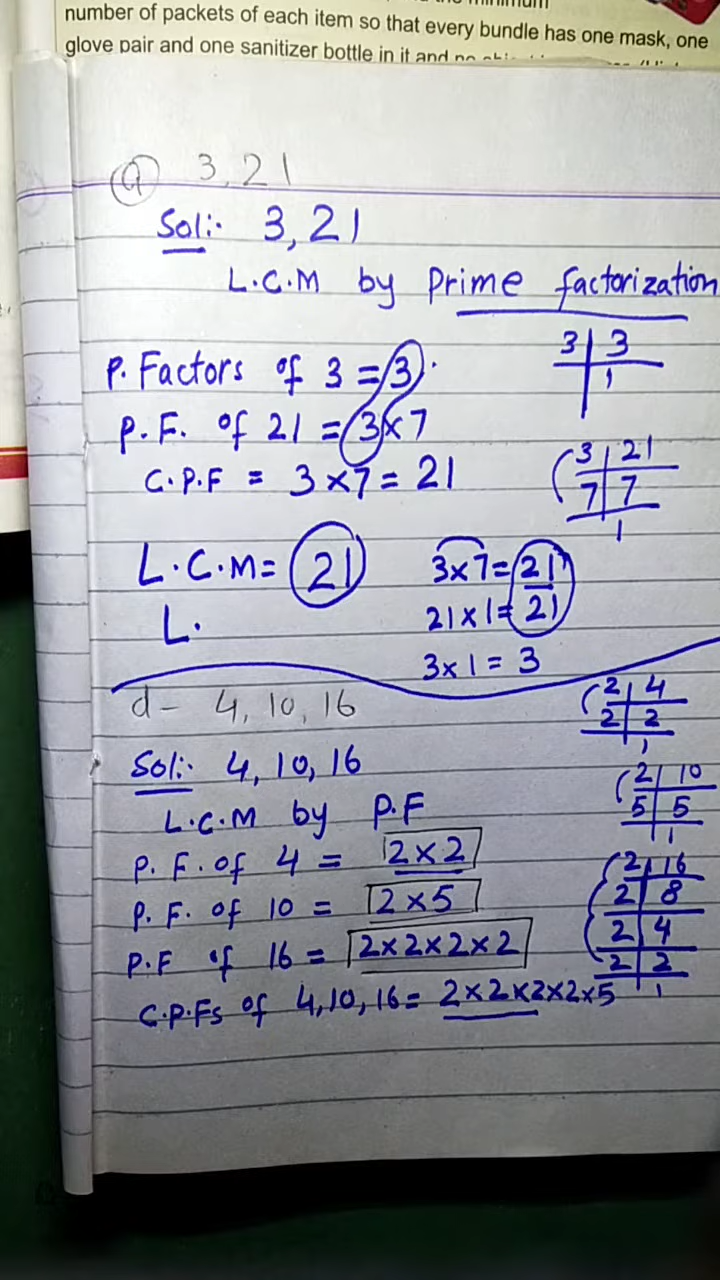 number of packets of each item so that every bundle has one mask, one
glove pair and one sanitizer bottle in it and no
a 3, 21
Sol:- 3, 21
L.C.M by Prime factorization
3 3
1
P. Factors of 3 = 3
P.F. of 21 = 3×7
C.P.F = 3×7 = 21
3 21
7 7
1
L.C.M = 21
3×7=21
L.
21×1=21
3×1=3
d- 4, 10, 16
2 4
2 2
1
Sol:- 4, 10, 16
2 10
5 5
1
L.C.M by P.F
P.F. of 4 = 2×2
P.F. of 10 = 2×5
P.F of 16 = 2×2×2×2
2 16
2 8
2 4
2 2
1
C.P.Fs of 4,10,16= 2×2×2×2×5